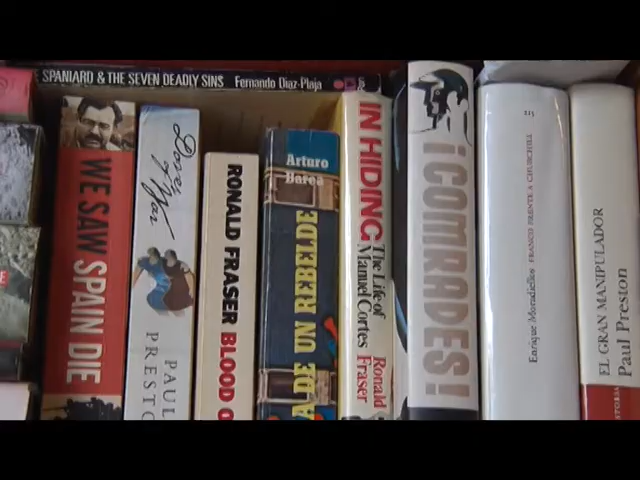 SPANIARD & THE SEVEN DEADLY SINS Fernando Diaz-Plaja
WE SAW SPAIN DIE
Doves of War
PAUL
PRESTO
RONALD FRASER BLOOD O
Arturo
Barea
A DE UN REBELDE
IN HIDING
The Life of
Manuel Cortes
Ronald
Fraser
¡COMRADES!
115
Enrique Moradiellos FRANCO FRENTE A CHURCHILL
EL GRAN MANIPULADOR
Paul Preston